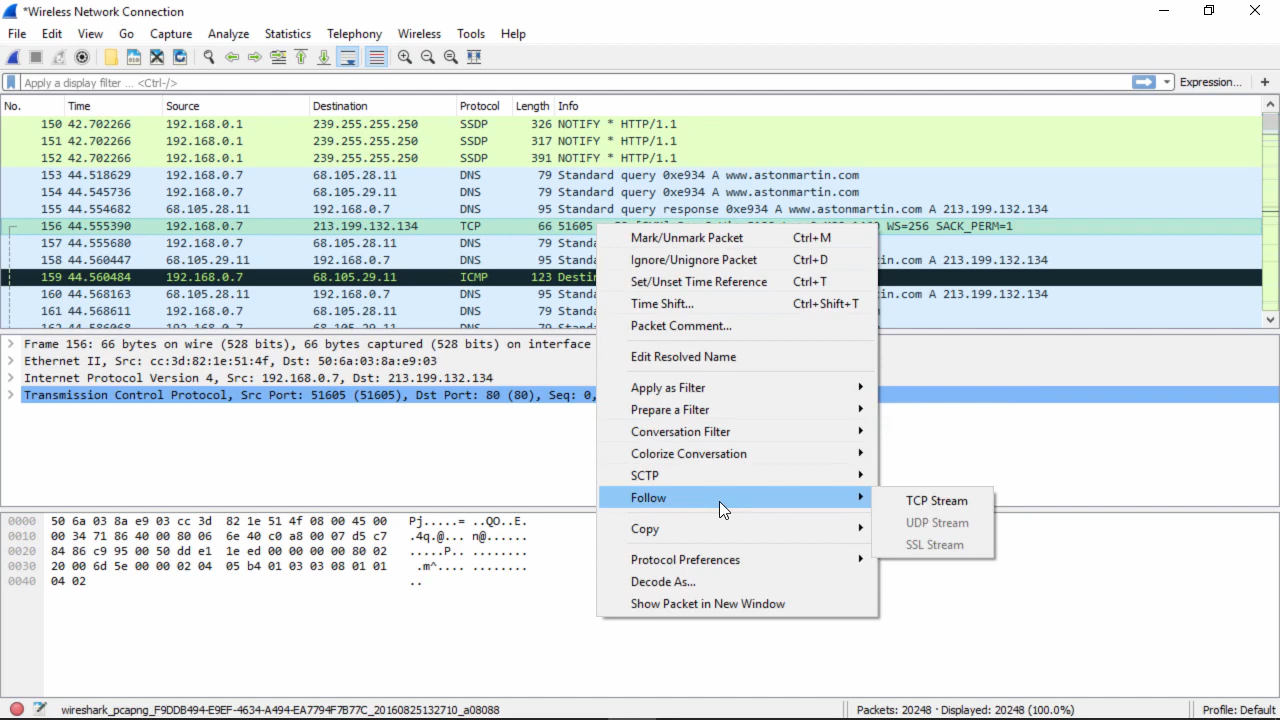 *Wireless Network Connection
File Edit View Go Capture Analyze Statistics Telephony Wireless Tools Help
Apply a display filter ... <Ctrl-/> Expression... +
No. Time Source Destination Protocol Length Info
150 42.702266 192.168.0.1 239.255.255.250 SSDP 326 NOTIFY * HTTP/1.1
151 42.702266 192.168.0.1 239.255.255.250 SSDP 317 NOTIFY * HTTP/1.1
152 42.702266 192.168.0.1 239.255.255.250 SSDP 391 NOTIFY * HTTP/1.1
153 44.518629 192.168.0.7 68.105.28.11 DNS 79 Standard query 0xe934 A www.astonmartin.com
154 44.545736 192.168.0.7 68.105.29.11 DNS 79 Standard query 0xe934 A www.astonmartin.com
155 44.554682 68.105.28.11 192.168.0.7 DNS 95 Standard query response 0xe934 A www.astonmartin.com A 213.199.132.134
156 44.555390 192.168.0.7 213.199.132.134 TCP 66 51605 WS=256 SACK_PERM=1
157 44.555680 192.168.0.7 68.105.28.11 DNS 79 Standa
158 44.560447 68.105.29.11 192.168.0.7 DNS 95 Standa in.com A 213.199.132.134
159 44.560484 192.168.0.7 68.105.29.11 ICMP 123 Destin
160 44.568163 68.105.28.11 192.168.0.7 DNS 95 Standa in.com A 213.199.132.134
161 44.568611 192.168.0.7 68.105.28.11 DNS 79 Standa
Mark/Unmark Packet Ctrl+M
Ignore/Unignore Packet Ctrl+D
Set/Unset Time Reference Ctrl+T
Time Shift... Ctrl+Shift+T
Packet Comment...
Edit Resolved Name
Apply as Filter
Prepare a Filter
Conversation Filter
Colorize Conversation
SCTP
Follow
Copy
Protocol Preferences
Decode As...
Show Packet in New Window
TCP Stream
UDP Stream
SSL Stream
Frame 156: 66 bytes on wire (528 bits), 66 bytes captured (528 bits) on interface
Ethernet II, Src: cc:3d:82:1e:51:4f, Dst: 50:6a:03:8a:e9:03
Internet Protocol Version 4, Src: 192.168.0.7, Dst: 213.199.132.134
Transmission Control Protocol, Src Port: 51605 (51605), Dst Port: 80 (80), Seq: 0,
0000 50 6a 03 8a e9 03 cc 3d 82 1e 51 4f 08 00 45 00 Pj.....= ..QO..E.
0010 00 34 71 86 40 00 80 06 6e 40 c0 a8 00 07 d5 c7 .4q.@... n@......
0020 84 86 c9 95 00 50 dd e1 1e ed 00 00 00 00 80 02 .....P.. ........
0030 20 00 6d 5e 00 00 02 04 05 b4 01 03 03 08 01 01 .m^.... ........
0040 04 02 ..
wireshark_pcapng_F9DDB494-E9EF-4634-A494-EA7794F7B77C_20160825132710_a08088 Packets: 20248 · Displayed: 20248 (100.0%) Profile: Default